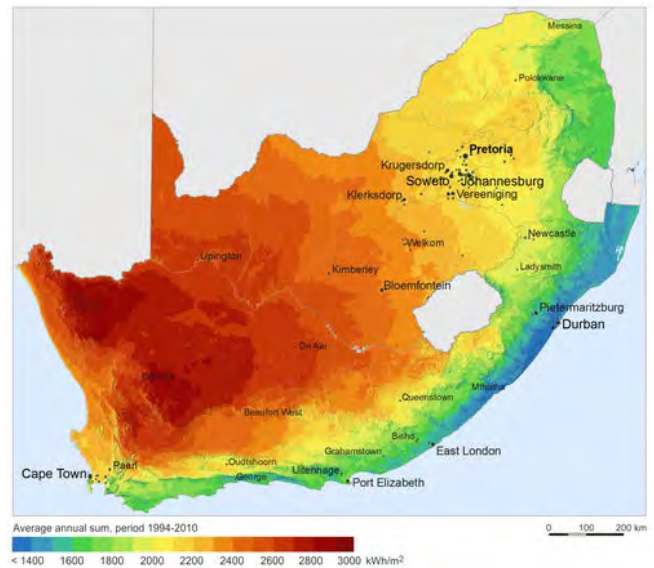 Messina
Polokwane
Pretoria
Krugersdorp
Soweto
Johannesburg
Klerksdorp
Vereeniging
Welkom
Newcastle
Upington
Kimberley
Ladysmith
Bloemfontein
Pietermaritzburg
Durban
De Aar
Mthatha
Queenstown
Beaufort West
Bisho
East London
Grahamstown
Cape Town
Paarl
Oudtshoorn
Uitenhage
George
Port Elizabeth
Average annual sum, period 1994-2010
0 100 200 km
< 1400 1600 1800 2000 2200 2400 2600 2800 3000 kWh/m²